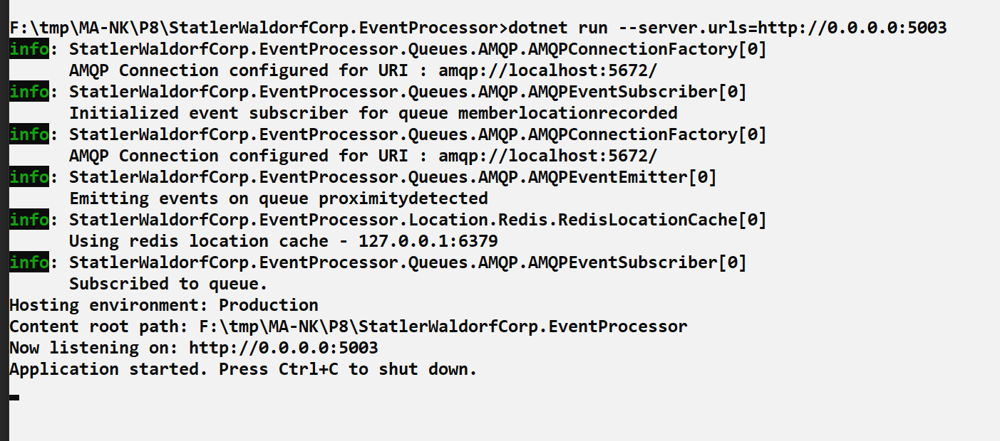 F:\tmp\MA-NK\P8\StatlerWaldorfCorp.EventProcessor>dotnet run --server.urls=http://0.0.0.0:5003
info: StatlerWaldorfCorp.EventProcessor.Queues.AMQP.AMQPConnectionFactory[0]
      AMQP Connection configured for URI : amqp://localhost:5672/
info: StatlerWaldorfCorp.EventProcessor.Queues.AMQP.AMQPEventSubscriber[0]
      Initialized event subscriber for queue memberlocationrecorded
info: StatlerWaldorfCorp.EventProcessor.Queues.AMQP.AMQPConnectionFactory[0]
      AMQP Connection configured for URI : amqp://localhost:5672/
info: StatlerWaldorfCorp.EventProcessor.Queues.AMQP.AMQPEventEmitter[0]
      Emitting events on queue proximitydetected
info: StatlerWaldorfCorp.EventProcessor.Location.Redis.RedisLocationCache[0]
      Using redis location cache - 127.0.0.1:6379
info: StatlerWaldorfCorp.EventProcessor.Queues.AMQP.AMQPEventSubscriber[0]
      Subscribed to queue.
Hosting environment: Production
Content root path: F:\tmp\MA-NK\P8\StatlerWaldorfCorp.EventProcessor
Now listening on: http://0.0.0.0:5003
Application started. Press Ctrl+C to shut down.